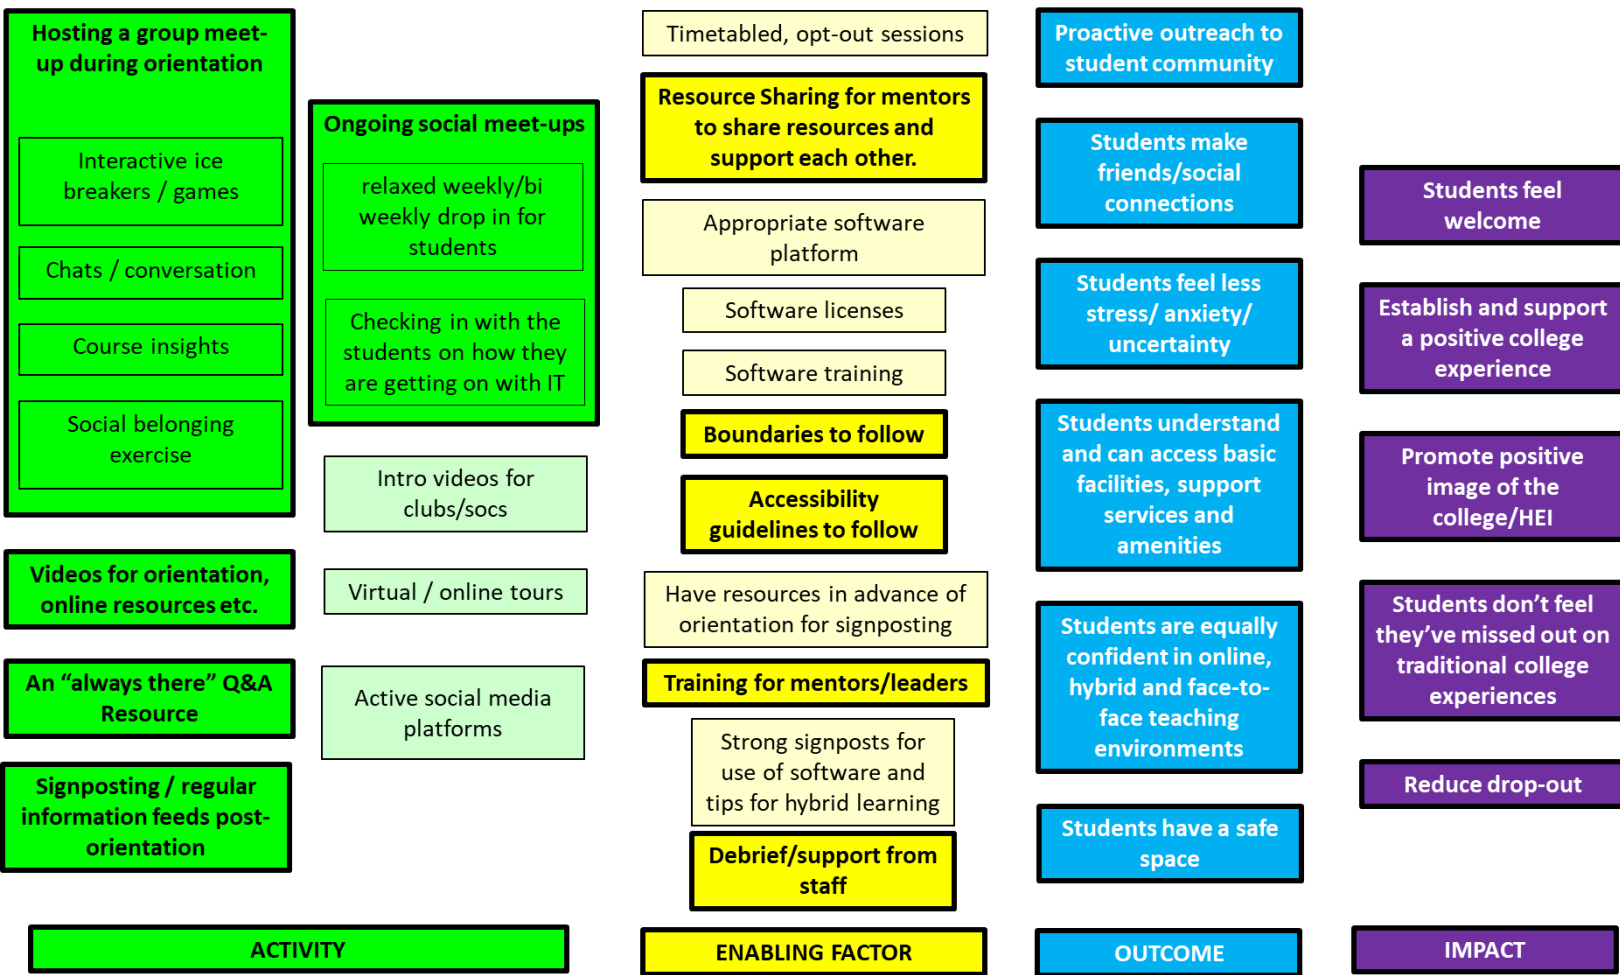 Hosting a group meet-
up during orientation
Interactive ice
breakers / games
Chats / conversation
Course insights
Social belonging
exercise
Videos for orientation,
online resources etc.
An “always there” Q&A
Resource
Signposting / regular
information feeds post-
orientation
Ongoing social meet-ups
relaxed weekly/bi
weekly drop in for
students
Checking in with the
students on how they
are getting on with IT
Intro videos for
clubs/socs
Virtual / online tours
Active social media
platforms
ACTIVITY
Timetabled, opt-out sessions
Resource Sharing for mentors
to share resources and
support each other.
Appropriate software
platform
Software licenses
Software training
Boundaries to follow
Accessibility
guidelines to follow
Have resources in advance of
orientation for signposting
Training for mentors/leaders
Strong signposts for
use of software and
tips for hybrid learning
Debrief/support from
staff
ENABLING FACTOR
Proactive outreach to
student community
Students make
friends/social
connections
Students feel less
stress/ anxiety/
uncertainty
Students understand
and can access basic
facilities, support
services and
amenities
Students are equally
confident in online,
hybrid and face-to-
face teaching
environments
Students have a safe
space
OUTCOME
Students feel
welcome
Establish and support
a positive college
experience
Promote positive
image of the
college/HEI
Students don’t feel
they’ve missed out on
traditional college
experiences
Reduce drop-out
IMPACT